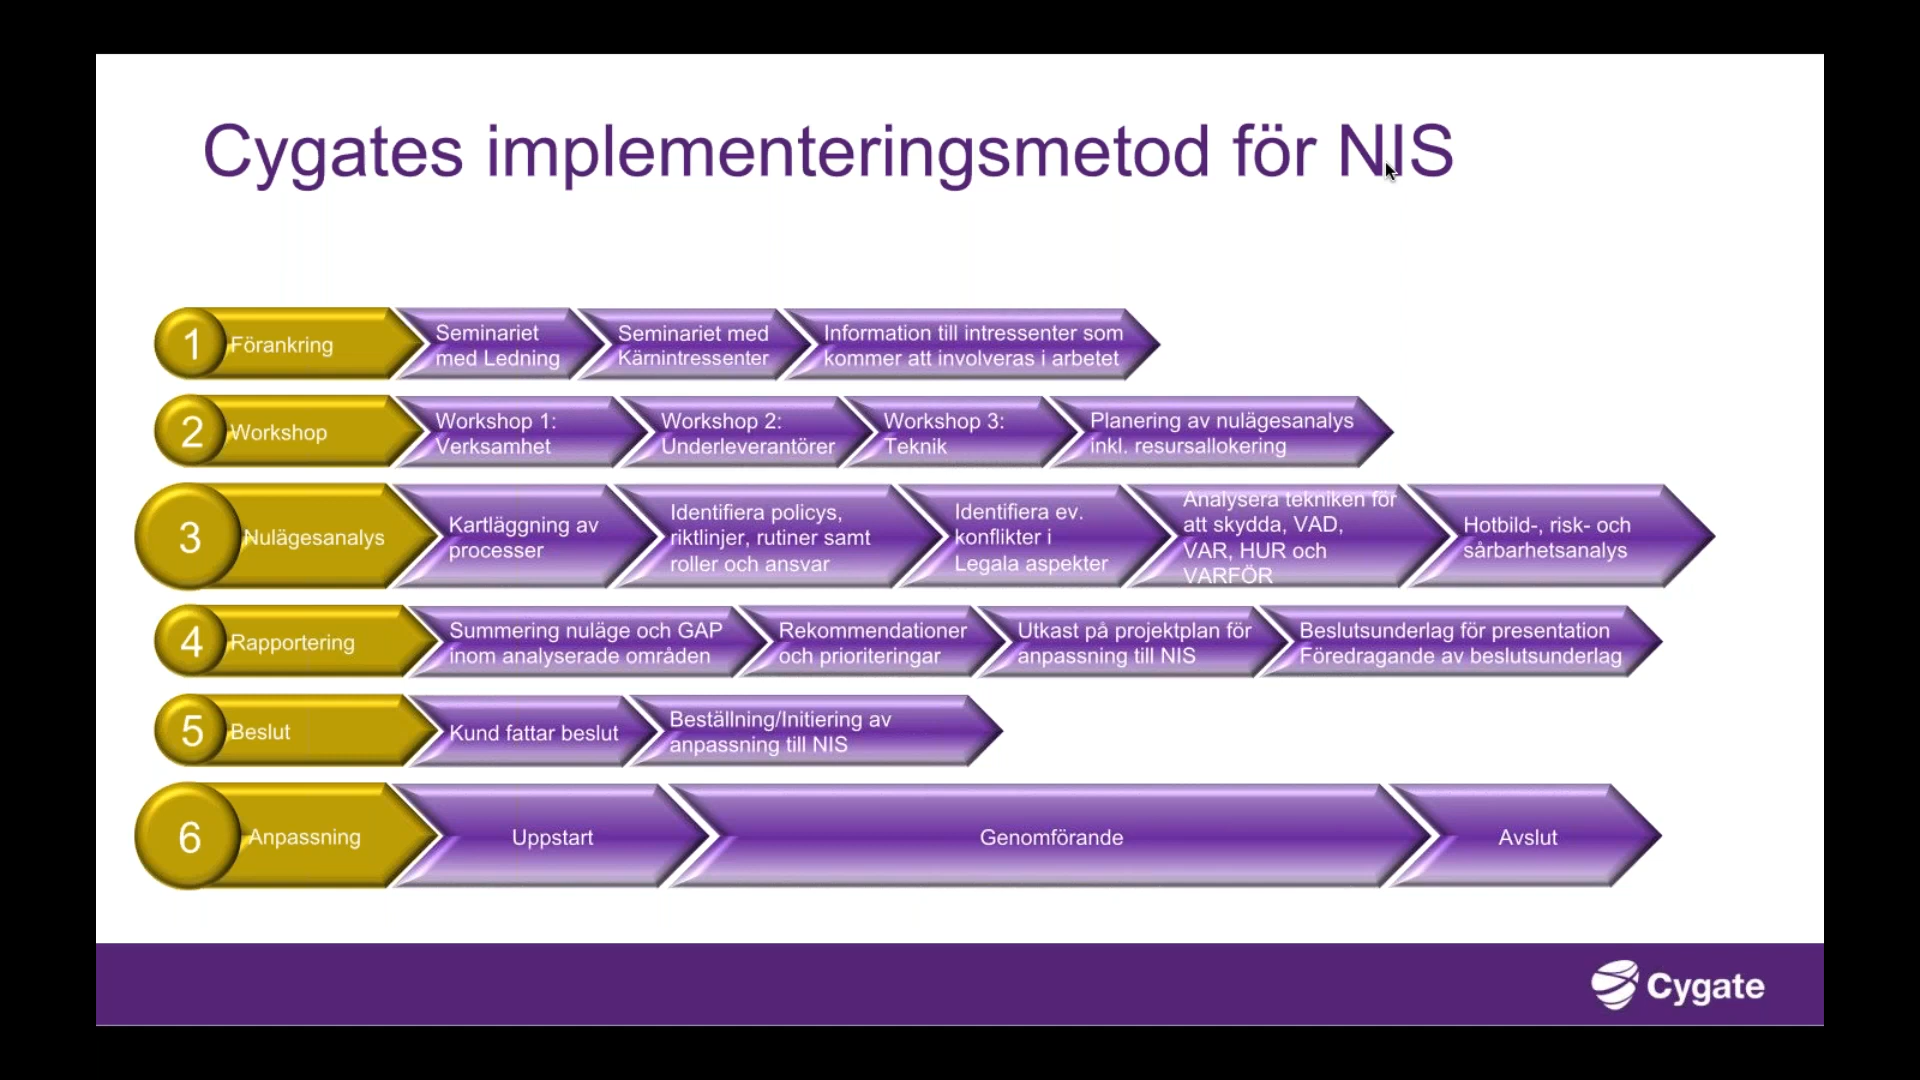 Cygates implementeringsmetod för NIS
1
Förankring
Seminariet
med Ledning
Seminariet med
Kärnintressenter
Information till intressenter som
kommer att involveras i arbetet
2
Workshop
Workshop 1:
Verksamhet
Workshop 2:
Underleverantörer
Workshop 3:
Teknik
Planering av nulägesanalys
inkl. resursallokering
3
Nulägesanalys
Kartläggning av
processer
Identifiera policys,
riktlinjer, rutiner samt
roller och ansvar
Identifiera ev.
konflikter i
Legala aspekter
Analysera tekniken för
att skydda, VAD,
VAR, HUR och
VARFÖR
Hotbild-, risk- och
sårbarhetsanalys
4
Rapportering
Summering nuläge och GAP
inom analyserade områden
Rekommendationer
och prioriteringar
Utkast på projektplan för
anpassning till NIS
Beslutsunderlag för presentation
Föredragande av beslutsunderlag
5
Beslut
Kund fattar beslut
Beställning/Initiering av
anpassning till NIS
6
Anpassning
Uppstart
Genomförande
Avslut
Cygate